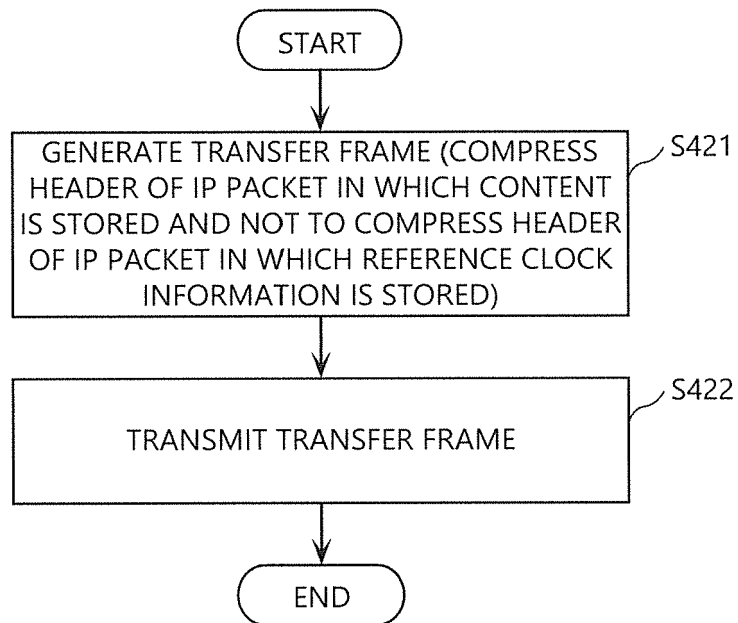 START
GENERATE TRANSFER FRAME (COMPRESS
HEADER OF IP PACKET IN WHICH CONTENT
IS STORED AND NOT TO COMPRESS HEADER
OF IP PACKET IN WHICH REFERENCE CLOCK
INFORMATION IS STORED)
S421
TRANSMIT TRANSFER FRAME
S422
END